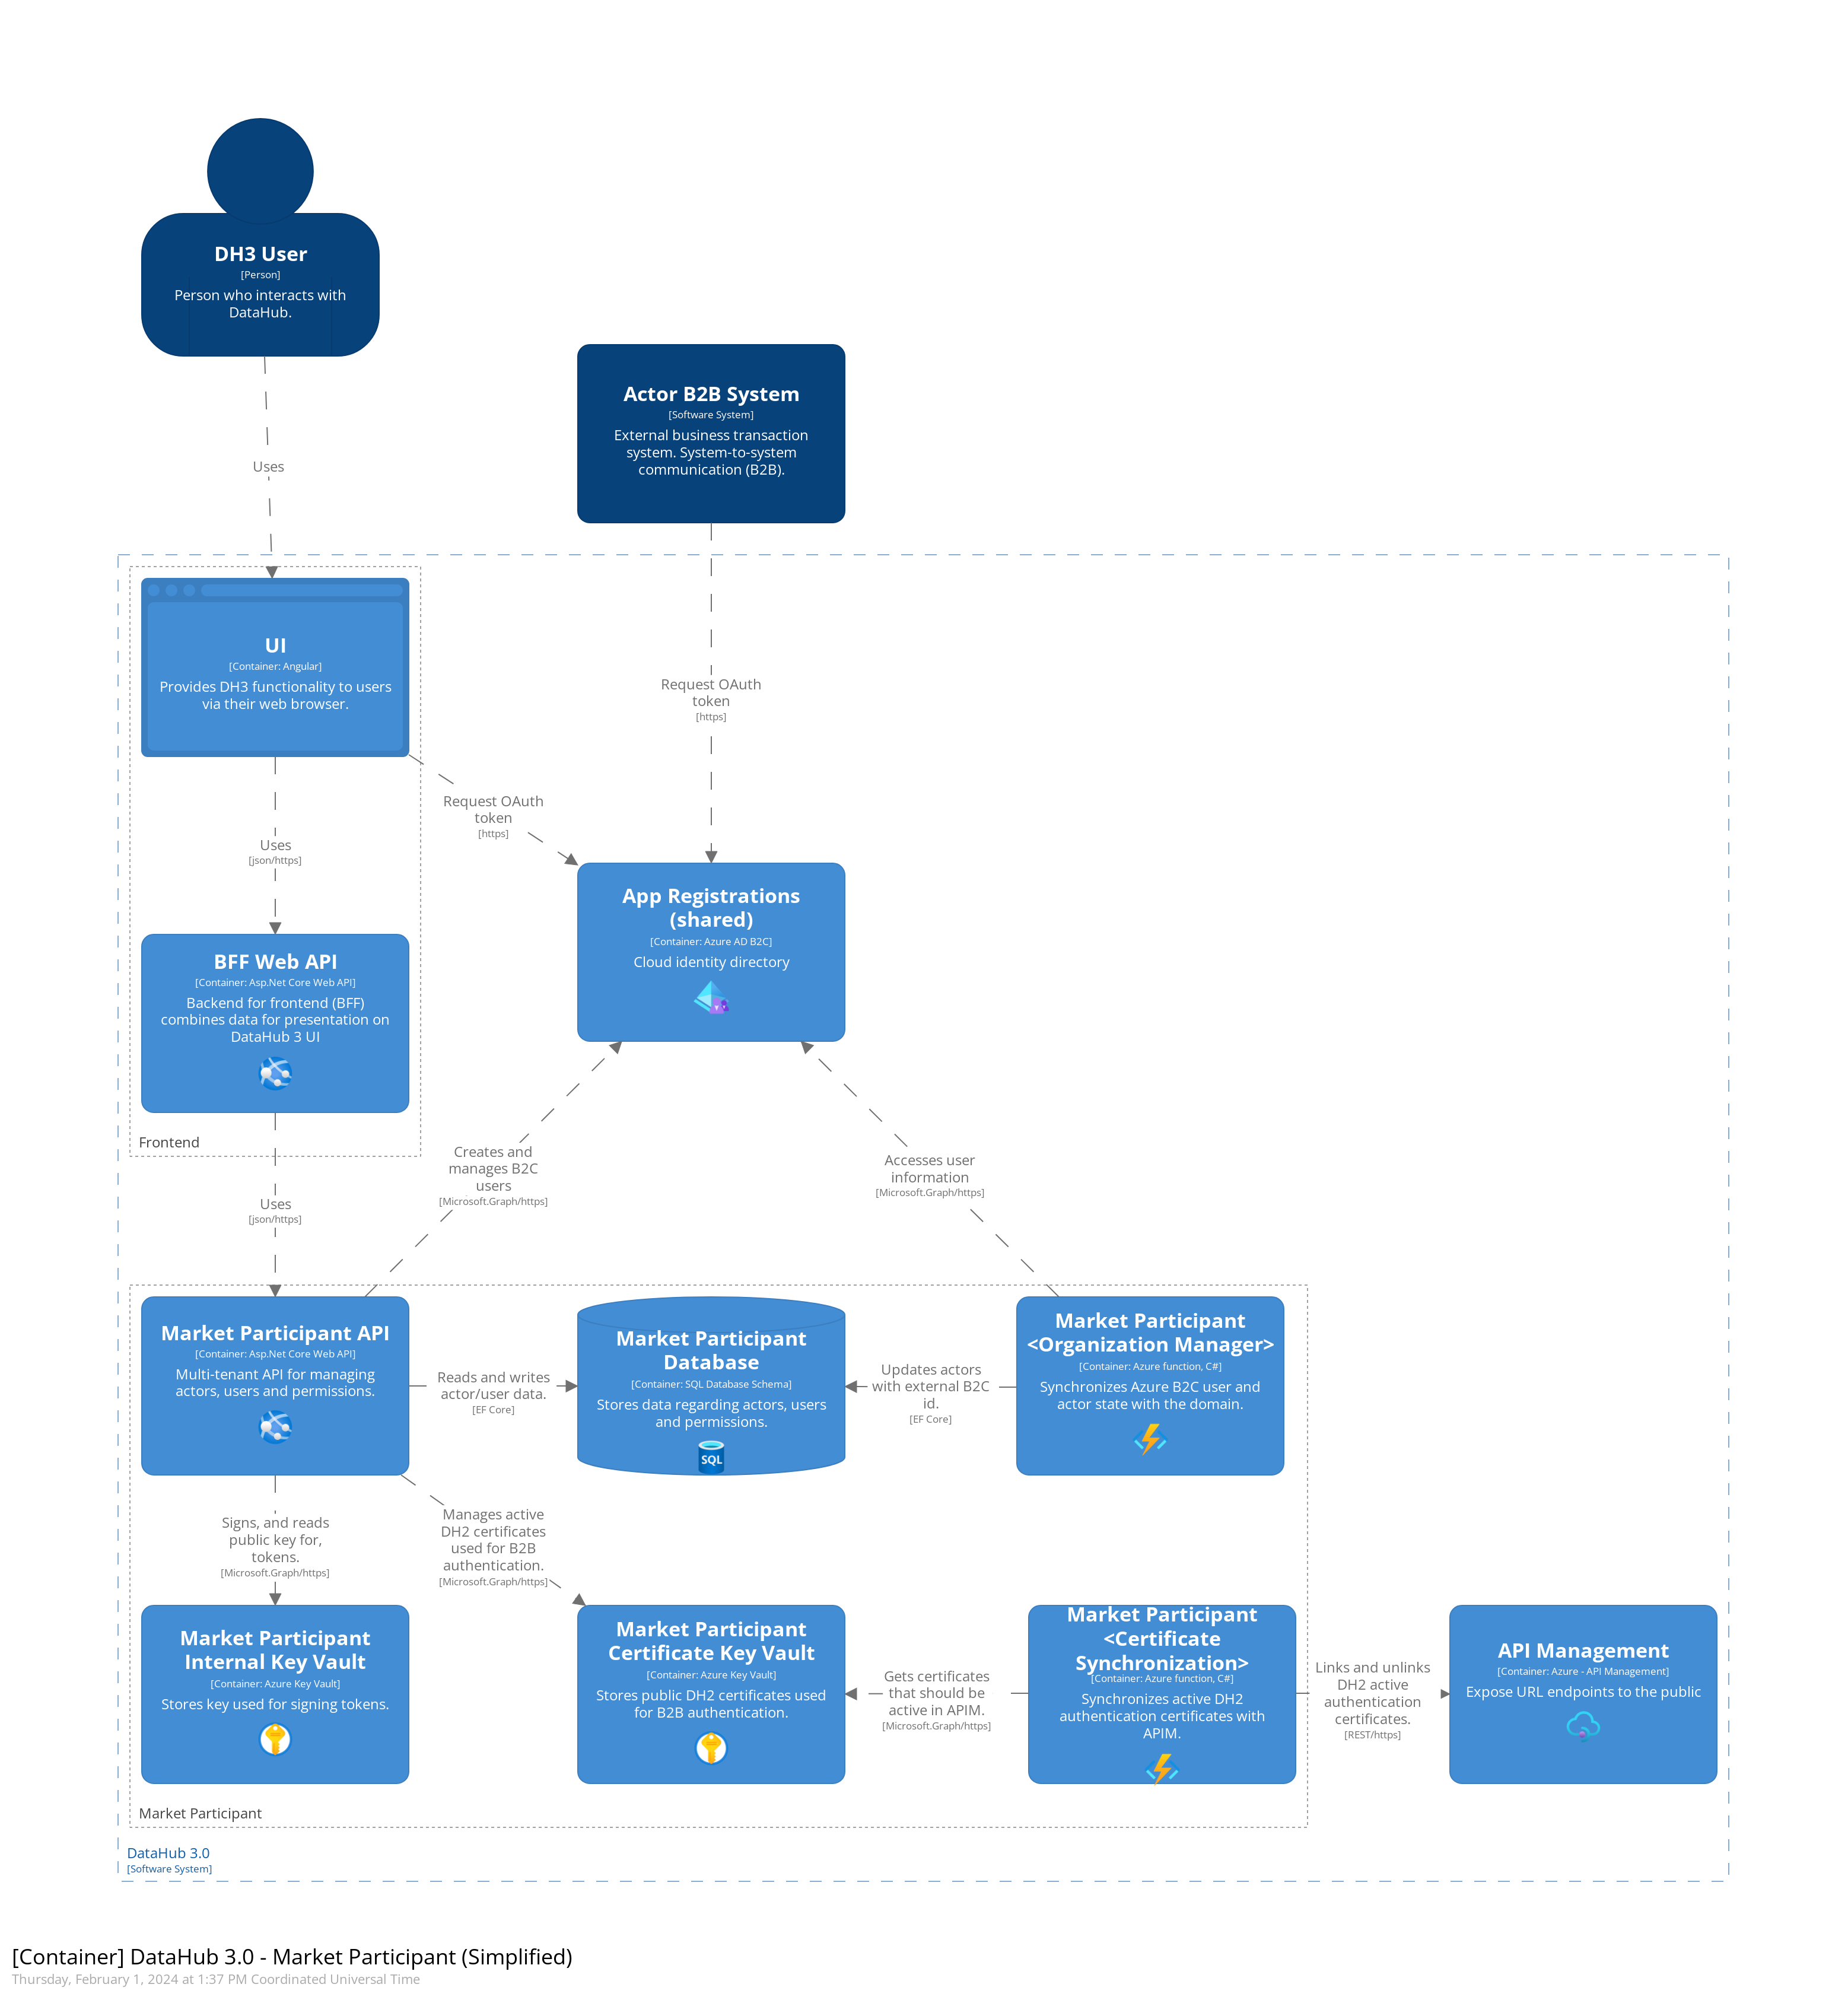 DH3 User
[Person]
Person who interacts with
DataHub.
Actor B2B System
[Software System]
External business transaction
system. System-to-system
communication (B2B).
Uses
UI
[Container: Angular]
Provides DH3 functionality to users
via their web browser.
Request OAuth
token
[https]
Request OAuth
token
[https]
Uses
[json/https]
App Registrations
(shared)
[Container: Azure AD B2C]
Cloud identity directory
BFF Web API
[Container: Asp.Net Core Web API]
Backend for frontend (BFF)
combines data for presentation on
DataHub 3 UI
Frontend
Creates and
manages B2C
users
[Microsoft.Graph/https]
Accesses user
information
[Microsoft.Graph/https]
Uses
[json/https]
Market Participant API
[Container: Asp.Net Core Web API]
Multi-tenant API for managing
actors, users and permissions.
Reads and writes
actor/user data.
[EF Core]
Market Participant
Database
[Container: SQL Database Schema]
Stores data regarding actors, users
and permissions.
SQL
Updates actors
with external B2C
id.
[EF Core]
Market Participant
<Organization Manager>
[Container: Azure function, C#]
Synchronizes Azure B2C user and
actor state with the domain.
Signs, and reads
public key for,
tokens.
[Microsoft.Graph/https]
Manages active
DH2 certificates
used for B2B
authentication.
[Microsoft.Graph/https]
Market Participant
Internal Key Vault
[Container: Azure Key Vault]
Stores key used for signing tokens.
Market Participant
Certificate Key Vault
[Container: Azure Key Vault]
Stores public DH2 certificates used
for B2B authentication.
Gets certificates
that should be
active in APIM.
[Microsoft.Graph/https]
Market Participant
<Certificate
Synchronization>
[Container: Azure function, C#]
Synchronizes active DH2
authentication certificates with
APIM.
Links and unlinks
DH2 active
authentication
certificates.
[REST/https]
API Management
[Container: Azure - API Management]
Expose URL endpoints to the public
Market Participant
DataHub 3.0
[Software System]
[Container] DataHub 3.0 - Market Participant (Simplified)
Thursday, February 1, 2024 at 1:37 PM Coordinated Universal Time